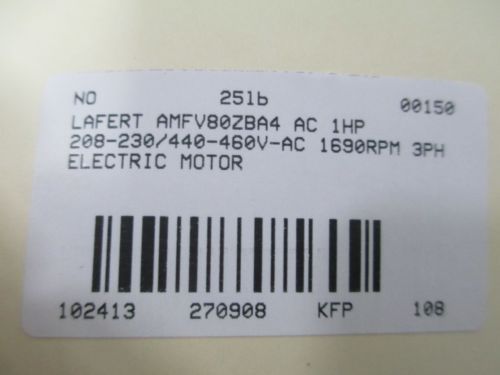 NO 25lb 00150
LAFERT AMFV80ZBA4 AC 1HP
208-230/440-460V-AC 1690RPM 3PH
ELECTRIC MOTOR
102413 270908 KFP 108